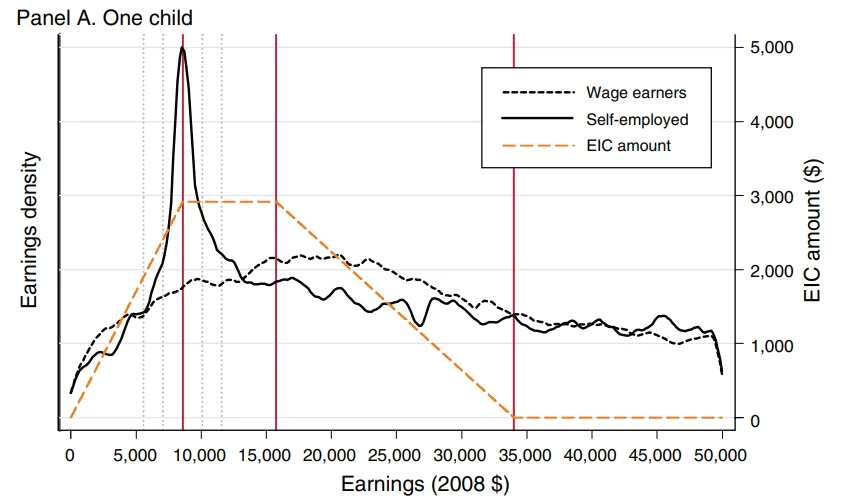 Panel A. One child
5,000
4,000
3,000
2,000
1,000
0
Wage earners
Self-employed
EIC amount
Earnings density
EIC amount ($)
0 5,000 10,000 15,000 20,000 25,000 30,000 35,000 40,000 45,000 50,000
Earnings (2008 $)